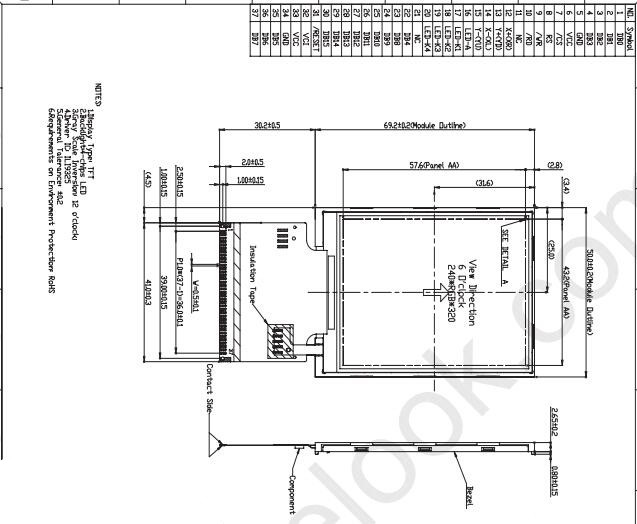 NO. Symbol
1 DB0
2 DB1
3 DB2
4 DB3
5 GND
6 VCC
7 /CS
8 RS
9 /WR
10 /RD
11 NC
12 X+(XR)
13 Y+(YD)
14 X-(XL)
15 Y-(YU)
16 LED-A
17 LED-K1
18 LED-K2
19 LED-K3
20 LED-K4
21 NC
22 DB4
23 DB8
24 DB9
25 DB10
26 DB11
27 DB12
28 DB13
29 DB14
30 DB15
31 /RESET
32 VCI
33 VCC
34 GND
35 DB5
36 DB6
37 DB7
50.0±0.2(Module Outline)
43.2(Panel AA)
(3.4)
(25.0)
(2.8)
69.2±0.2(Module Outline)
57.6(Panel AA)
(31.6)
30.2±0.5
2.0±0.5
1.00±0.15
SEE DETAIL A
View Direction
6 O'clock
240*RGB*320
Insulation Tape
W=0.5±0.1
P1.0*(37-1)=36.0±0.1
39.00±0.15
41.0±0.3
2.50±0.15
1.00±0.15
(4.5)
2.65±0.2
0.80±0.15
Bezel
Component
Contact Side
NOTES:
1.Display Type: TFT
2.Backlight:4-chips LED
3.Gray Scale Inversion: 12 o'clock;
4.Driver IC: ILI9325
5.General Tolerance: ±0.2
6.Requirements on Environment Protection: RoHS
elook.com